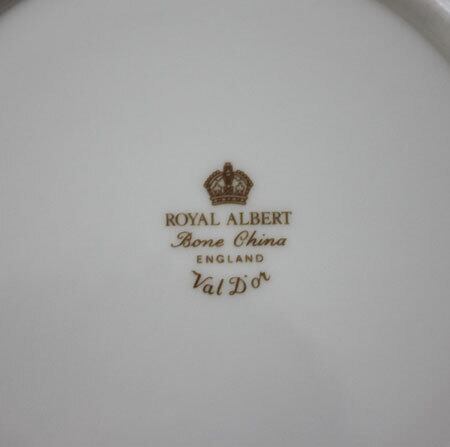 ROYAL ALBERT
Bone China
ENGLAND
Val D'or